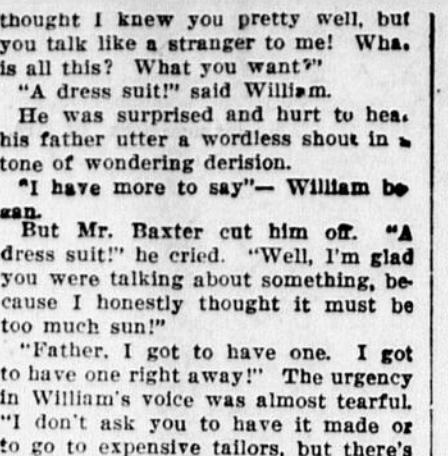 thought I knew you pretty well, but
you talk like a stranger to me! Wha
is all this? What you want?"
"A dress suit!" said William.
He was surprised and hurt to hea
his father utter a wordless shout in a
tone of wondering derision.
"I have more to say"— William be
gan.
But Mr. Baxter cut him off. "A
dress suit!" he cried. "Well, I'm glad
you were talking about something, be-
cause I honestly thought it must be
too much sun!"
"Father, I got to have one. I got
to have one right away!" The urgency
in William's voice was almost tearful.
"I don't ask you to have it made or
to go to expensive tailors, but there's